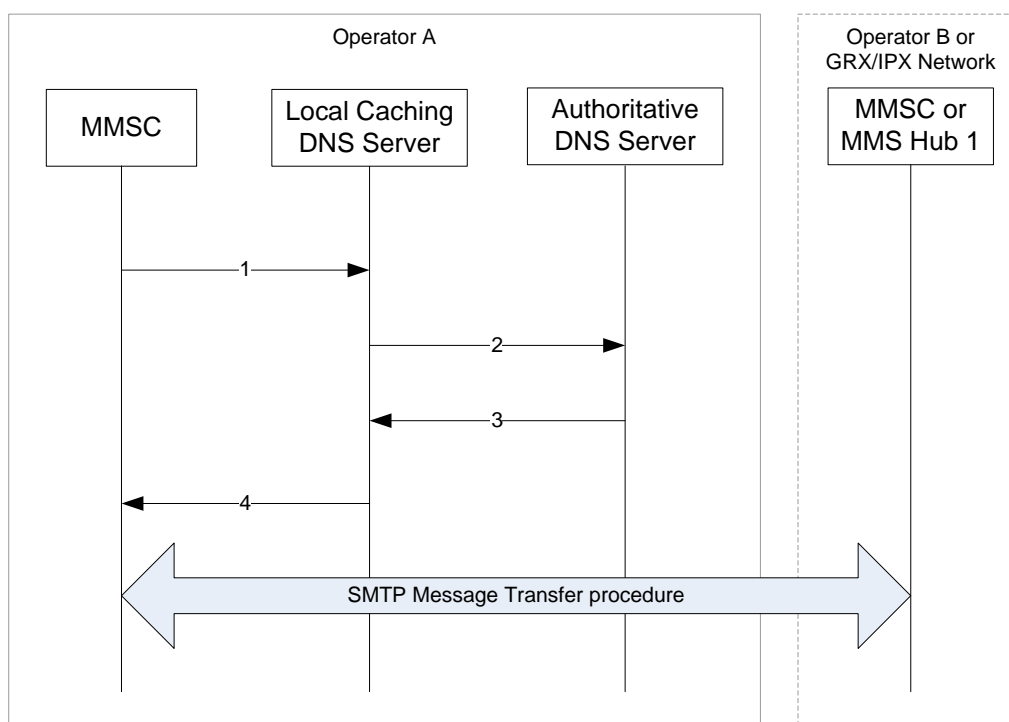 Operator A
Operator B or
GRX/IPX Network
MMSC
Local Caching
DNS Server
Authoritative
DNS Server
MMSC or
MMS Hub 1
1
2
3
4
SMTP Message Transfer procedure